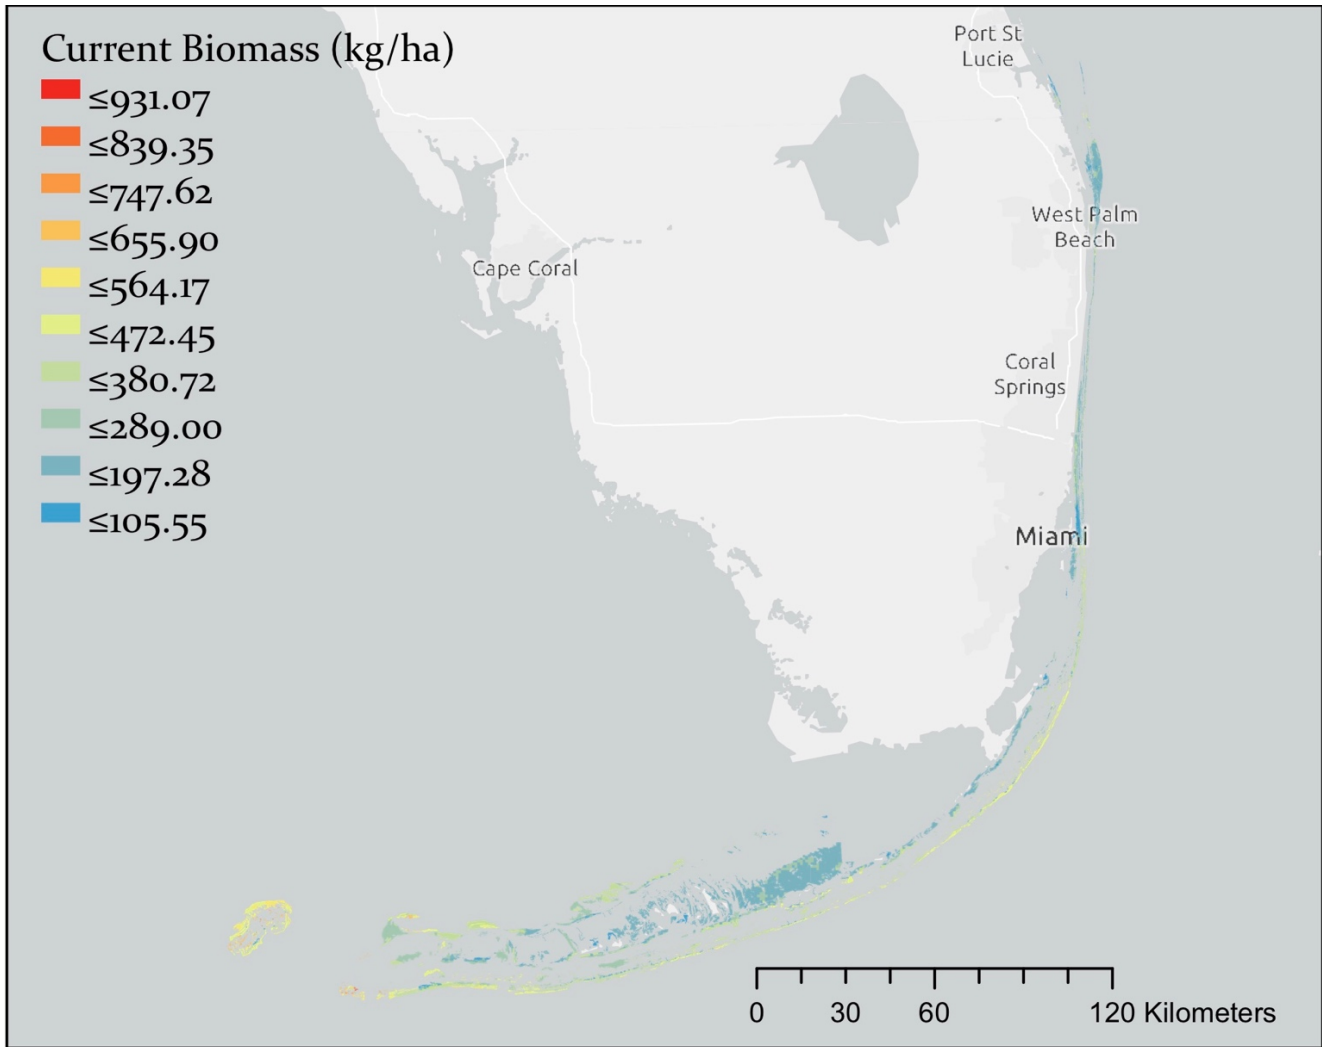 Current Biomass (kg/ha)
≤931.07
≤839.35
≤747.62
≤655.90
≤564.17
≤472.45
≤380.72
≤289.00
≤197.28
≤105.55
Port St
Lucie
West Palm
Beach
Cape Coral
Coral
Springs
Miami
0 30 60 120 Kilometers